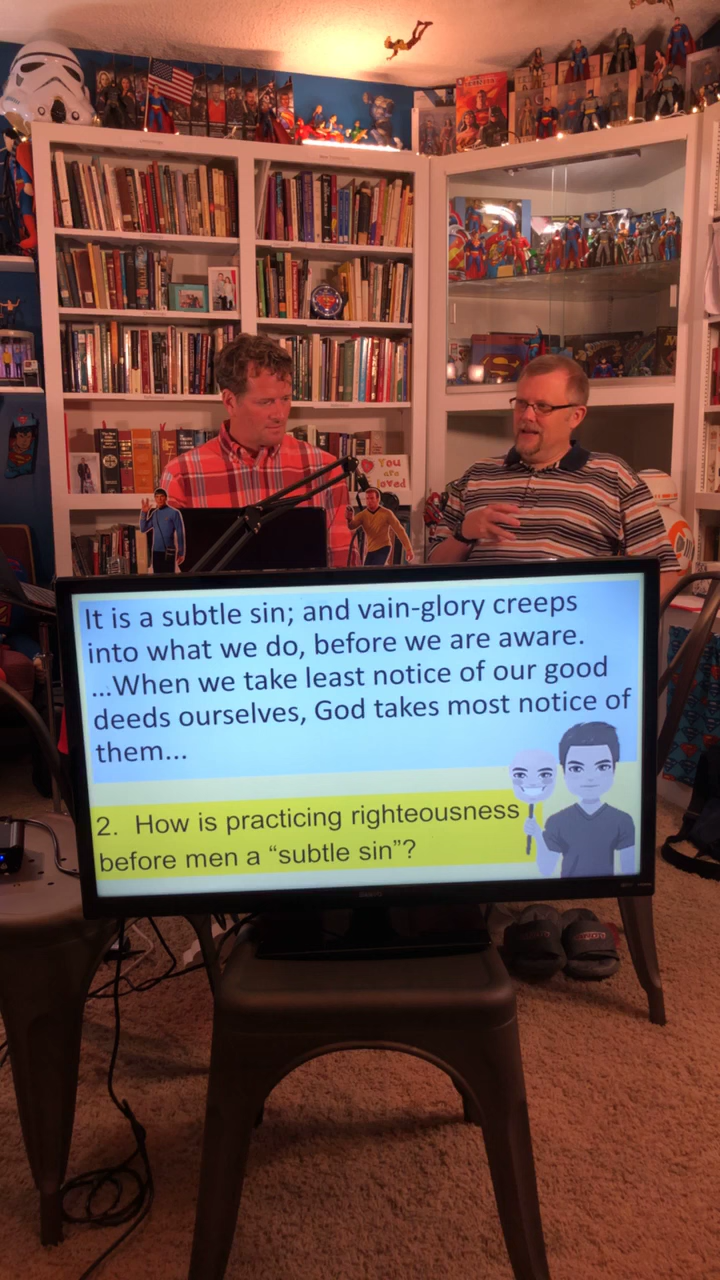 You
are
loved
It is a subtle sin; and vain-glory creeps
into what we do, before we are aware.
...When we take least notice of our good
deeds ourselves, God takes most notice of
them...
2. How is practicing righteousness
before men a “subtle sin”?